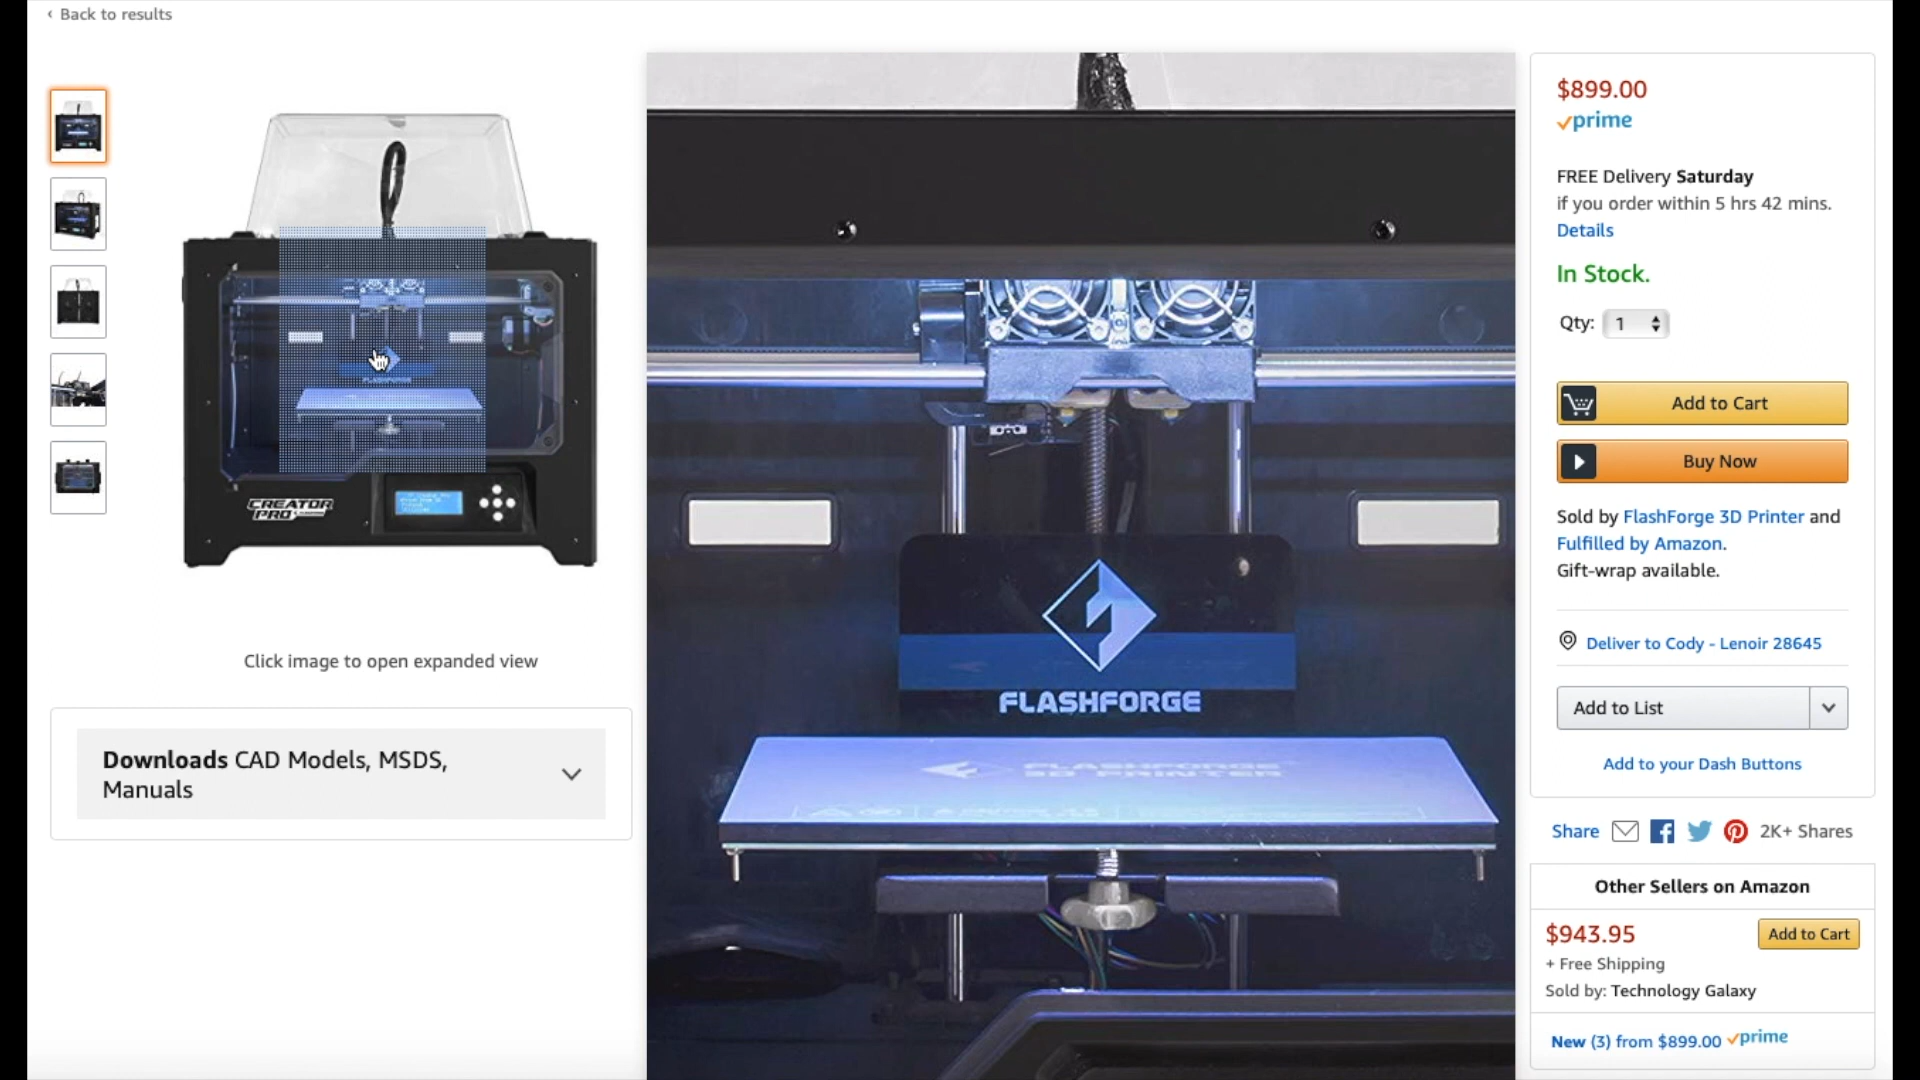 ‹ Back to results
CREATOR
PRO
FLASHFORGE
Click image to open expanded view
Downloads CAD Models, MSDS,
Manuals
FLASHFORGE
FLASHFORGE
3D PRINTER
$899.00
prime
FREE Delivery Saturday
if you order within 5 hrs 42 mins.
Details
In Stock.
Qty: 1
Add to Cart
Buy Now
Sold by FlashForge 3D Printer and
Fulfilled by Amazon.
Gift-wrap available.
Deliver to Cody - Lenoir 28645
Add to List
Add to your Dash Buttons
Share 2K+ Shares
Other Sellers on Amazon
$943.95 Add to Cart
+ Free Shipping
Sold by: Technology Galaxy
New (3) from $899.00 prime